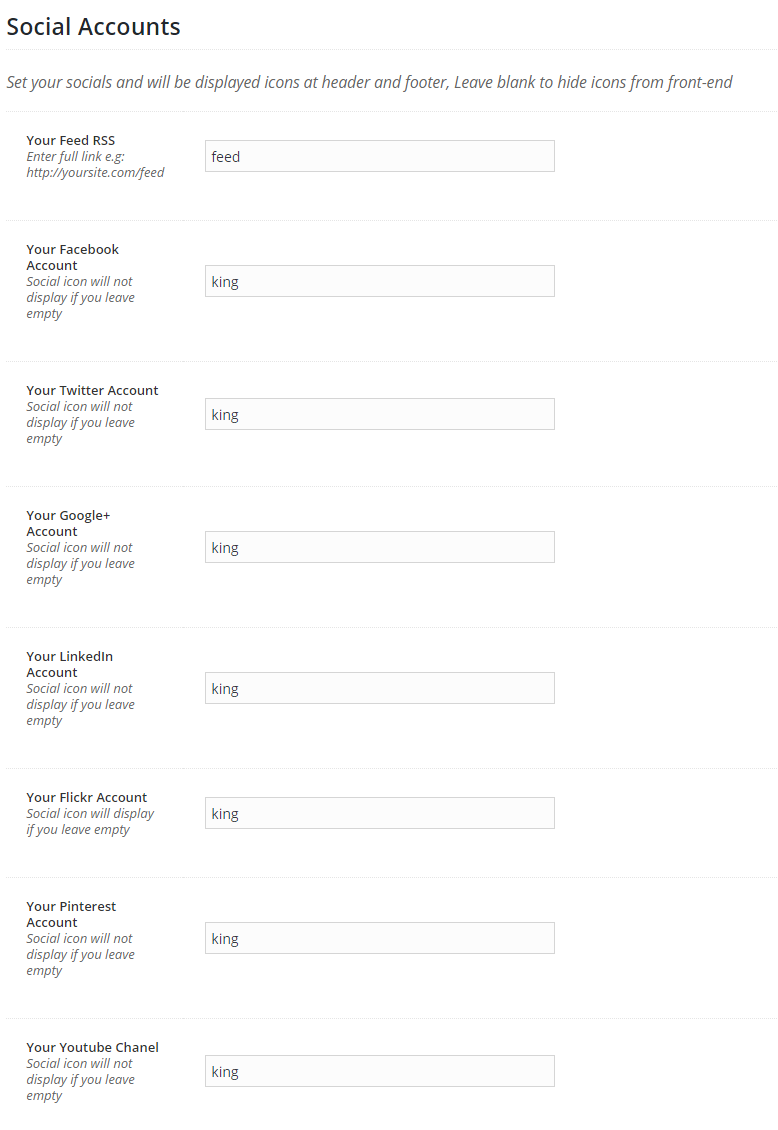 Social Accounts
Set your socials and will be displayed icons at header and footer, Leave blank to hide icons from front-end
Your Feed RSS
Enter full link e.g:
http://yoursite.com/feed
feed
Your Facebook
Account
Social icon will not
display if you leave
empty
king
Your Twitter Account
Social icon will not
display if you leave
empty
king
Your Google+
Account
Social icon will not
display if you leave
empty
king
Your LinkedIn
Account
Social icon will not
display if you leave
empty
king
Your Flickr Account
Social icon will display
if you leave empty
king
Your Pinterest
Account
Social icon will not
display if you leave
empty
king
Your Youtube Chanel
Social icon will not
display if you leave
empty
king